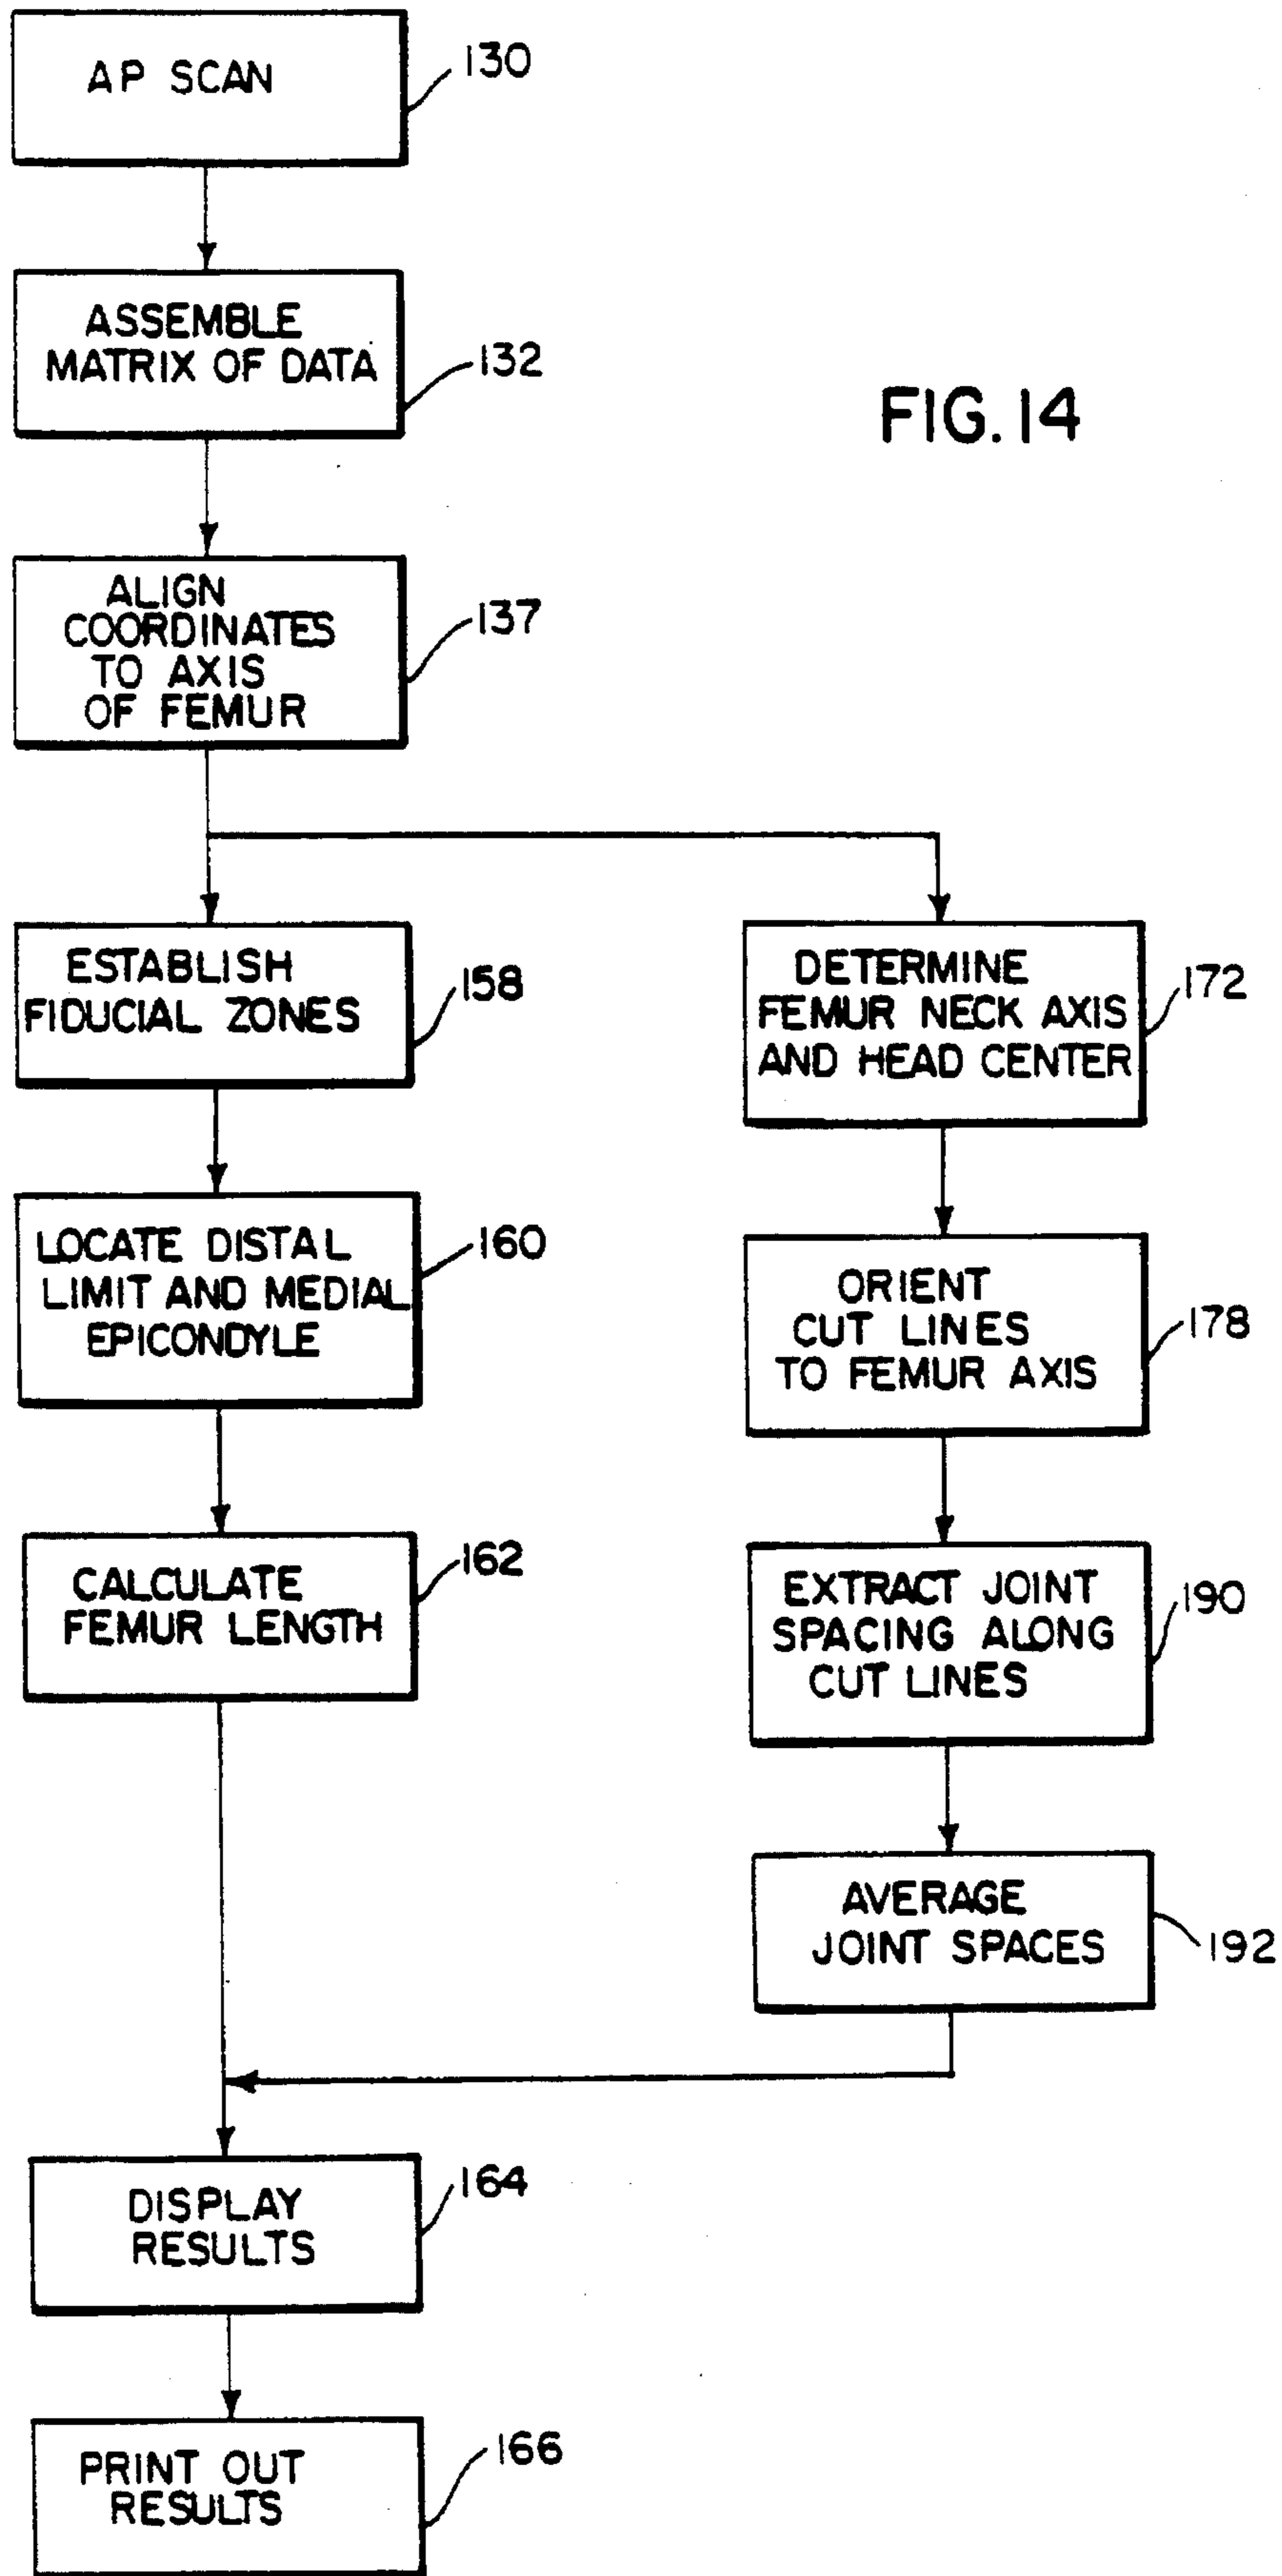 AP SCAN
130
ASSEMBLE
MATRIX OF DATA
132
FIG. 14
ALIGN
COORDINATES
TO AXIS
OF FEMUR
137
ESTABLISH
FIDUCIAL ZONES
158
LOCATE DISTAL
LIMIT AND MEDIAL
EPICONDYLE
160
CALCULATE
FEMUR LENGTH
162
DETERMINE
FEMUR NECK AXIS
AND HEAD CENTER
172
ORIENT
CUT LINES
TO FEMUR AXIS
178
EXTRACT JOINT
SPACING ALONG
CUT LINES
190
AVERAGE
JOINT SPACES
192
DISPLAY
RESULTS
164
PRINT OUT
RESULTS
166